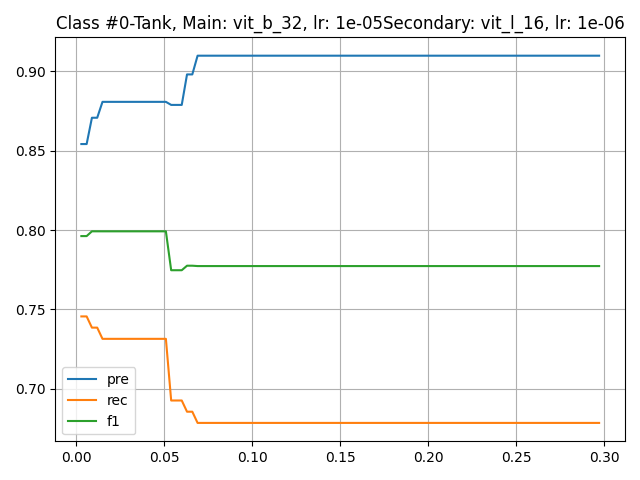 Class #0-Tank, Main: vit_b_32, lr: 1e-05Secondary: vit_l_16, lr: 1e-06
0.90
0.85
0.80
0.75
0.70
pre
rec
f1
0.00 0.05 0.10 0.15 0.20 0.25 0.30